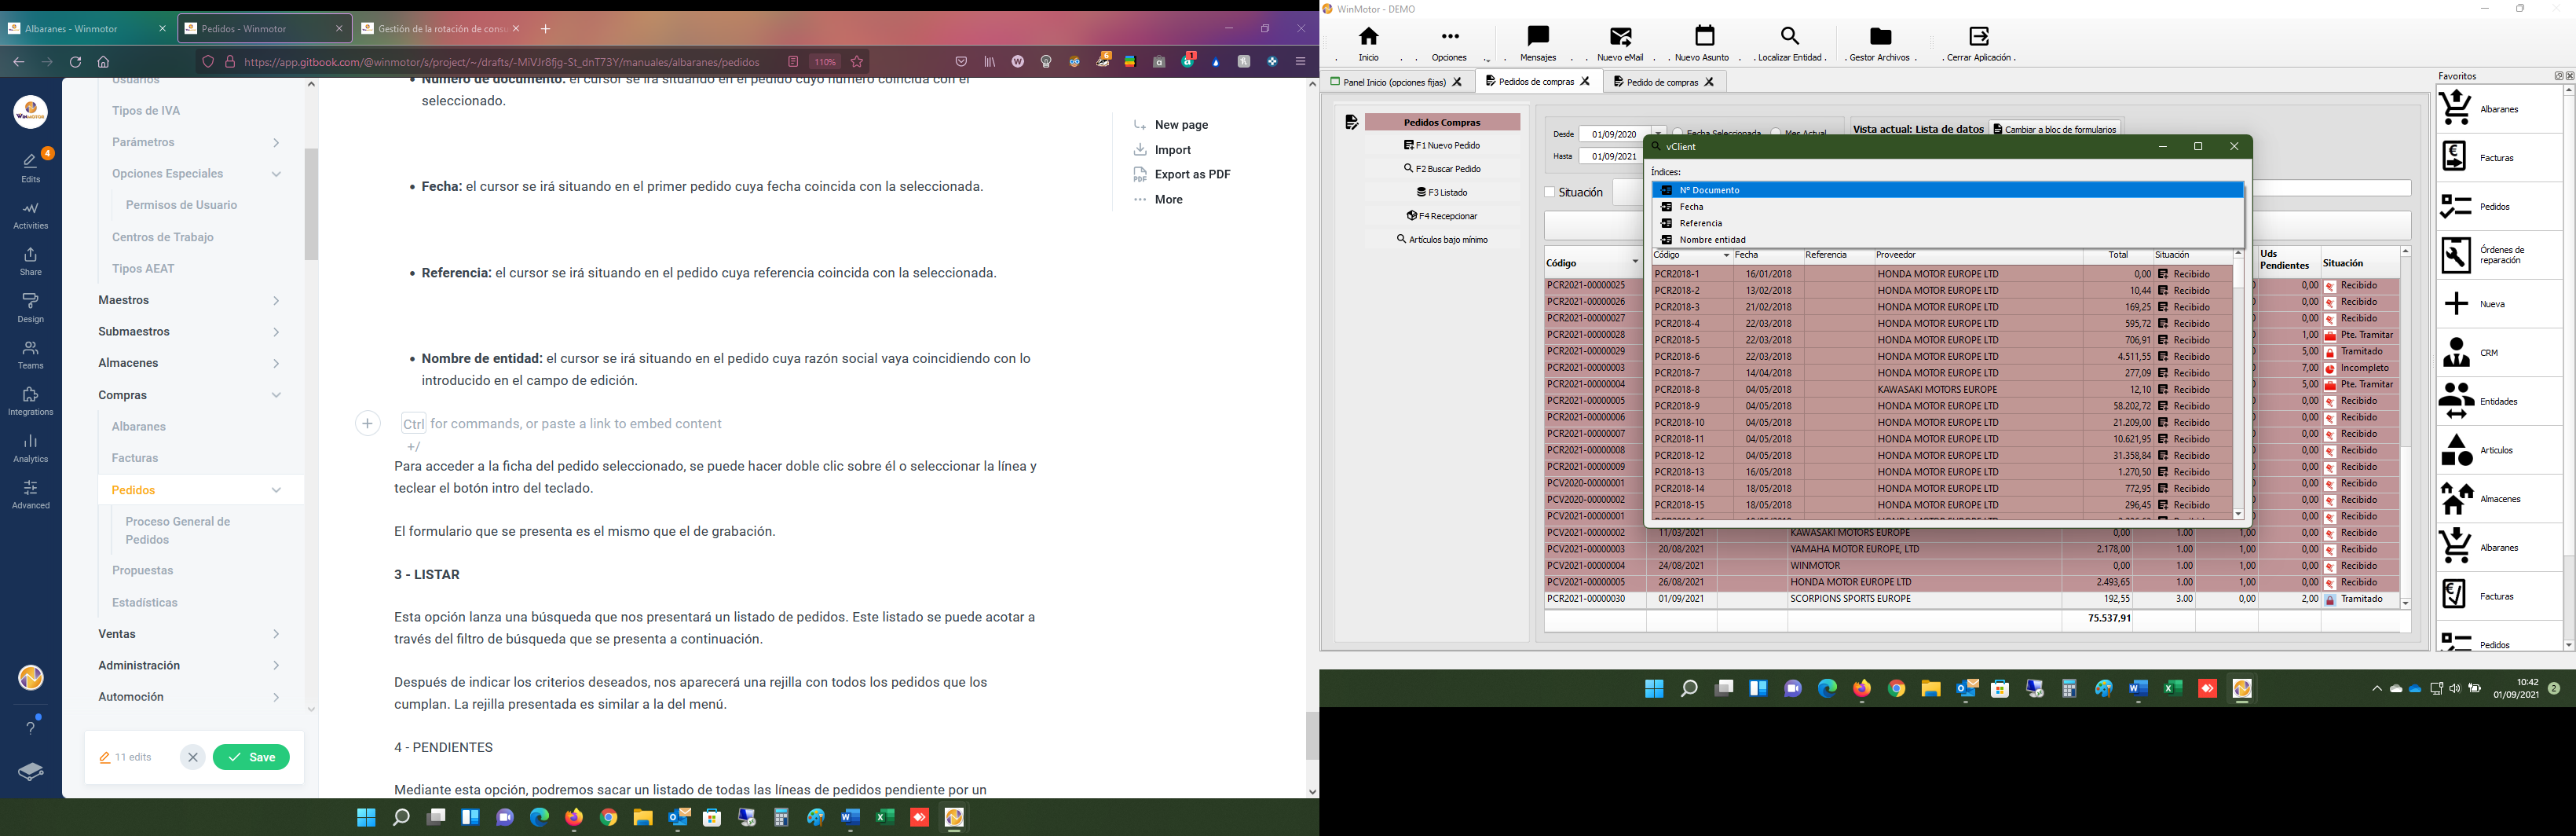 Albaranes - Winmotor
Pedidos - Winmotor
Gestión de la rotación de consu
https://app.gitbook.com/@winmotor/s/project/~/drafts/-MiVJr8fjg-St_dnT73Y/manuales/albaranes/pedidos
110%
WINMOTOR
4
Edits
Activities
Share
Design
Teams
Integrations
Analytics
Advanced
?
Usuarios
Tipos de IVA
Parámetros
Opciones Especiales
Permisos de Usuario
Centros de Trabajo
Tipos AEAT
Maestros
Submaestros
Almacenes
Compras
Albaranes
Facturas
Pedidos
Proceso General de
Pedidos
Propuestas
Estadísticas
Ventas
Administración
Automoción
11 edits
Save
Número de documento: el cursor se irá situando en el pedido cuyo número coincida con el
seleccionado.
Fecha: el cursor se irá situando en el primer pedido cuya fecha coincida con la seleccionada.
Referencia: el cursor se irá situando en el pedido cuya referencia coincida con la seleccionada.
Nombre de entidad: el cursor se irá situando en el pedido cuya razón social vaya coincidiendo con lo
introducido en el campo de edición.
Ctrl for commands, or paste a link to embed content
+/
Para acceder a la ficha del pedido seleccionado, se puede hacer doble clic sobre él o seleccionar la línea y
teclear el botón intro del teclado.
El formulario que se presenta es el mismo que el de grabación.
3 - LISTAR
Esta opción lanza una búsqueda que nos presentará un listado de pedidos. Este listado se puede acotar a
través del filtro de búsqueda que se presenta a continuación.
Después de indicar los criterios deseados, nos aparecerá una rejilla con todos los pedidos que los
cumplan. La rejilla presentada es similar a la del menú.
4 - PENDIENTES
Mediante esta opción, podremos sacar un listado de todas las líneas de pedidos pendiente por un
New page
Import
PDF Export as PDF
More
WinMotor - DEMO
Inicio
Opciones
Mensajes
Nuevo eMail
Nuevo Asunto
Localizar Entidad
Gestor Archivos
Cerrar Aplicación
Panel Inicio (opciones fijas)
Pedidos de compras
Pedido de compras
Pedidos Compras
F1 Nuevo Pedido
F2 Buscar Pedido
F3 Listado
F4 Recepcionar
Artículos bajo mínimo
Desde 01/09/2020 Fecha Seleccionada Mes Actual
Hasta 01/09/2021
Vista actual: Lista de datos Cambiar a bloc de formularios
Situación
vClient
Índices:
Nº Documento
Fecha
Referencia
Nombre entidad
Código Fecha Referencia Proveedor Total Situación
PCR2018-1 16/01/2018 HONDA MOTOR EUROPE LTD 0,00 Recibido
PCR2018-2 13/02/2018 HONDA MOTOR EUROPE LTD 10,44 Recibido
PCR2018-3 21/02/2018 HONDA MOTOR EUROPE LTD 169,25 Recibido
PCR2018-4 22/03/2018 HONDA MOTOR EUROPE LTD 595,72 Recibido
PCR2018-5 22/03/2018 HONDA MOTOR EUROPE LTD 706,91 Recibido
PCR2018-6 22/03/2018 HONDA MOTOR EUROPE LTD 4.511,55 Recibido
PCR2018-7 14/04/2018 HONDA MOTOR EUROPE LTD 277,09 Recibido
PCR2018-8 04/05/2018 KAWASAKI MOTORS EUROPE 12,10 Recibido
PCR2018-9 04/05/2018 HONDA MOTOR EUROPE LTD 58.202,72 Recibido
PCR2018-10 04/05/2018 HONDA MOTOR EUROPE LTD 21.209,00 Recibido
PCR2018-11 04/05/2018 HONDA MOTOR EUROPE LTD 10.621,95 Recibido
PCR2018-12 04/05/2018 HONDA MOTOR EUROPE LTD 31.358,84 Recibido
PCR2018-13 16/05/2018 HONDA MOTOR EUROPE LTD 1.270,50 Recibido
PCR2018-14 18/05/2018 HONDA MOTOR EUROPE LTD 772,95 Recibido
PCR2018-15 18/05/2018 HONDA MOTOR EUROPE LTD 296,45 Recibido
Código Uds Pendientes Situación
PCR2021-00000025 0,00 Recibido
PCR2021-00000026 0,00 Recibido
PCR2021-00000027 0,00 Recibido
PCR2021-00000028 1,00 Pte. Tramitar
PCR2021-00000029 5,00 Tramitado
PCR2021-00000003 7,00 Incompleto
PCR2021-00000004 5,00 Pte. Tramitar
PCR2021-00000005 0,00 Recibido
PCR2021-00000006 0,00 Recibido
PCR2021-00000007 0,00 Recibido
PCR2021-00000008 0,00 Recibido
PCR2021-00000009 0,00 Recibido
PCV2020-00000001 0,00 Recibido
PCV2020-00000002 0,00 Recibido
PCV2021-00000001 0,00 Recibido
PCV2021-00000002 11/03/2021 KAWASAKI MOTORS EUROPE 0,00 1.00 1,00 0,00 Recibido
PCV2021-00000003 20/08/2021 YAMAHA MOTOR EUROPE, LTD 2.178,00 1.00 1,00 0,00 Recibido
PCV2021-00000004 24/08/2021 WINMOTOR 0,00 1.00 1,00 0,00 Recibido
PCV2021-00000005 26/08/2021 HONDA MOTOR EUROPE LTD 2.493,65 1.00 1,00 0,00 Recibido
PCR2021-00000030 01/09/2021 SCORPIONS SPORTS EUROPE 192,55 3.00 0,00 2,00 Tramitado
75.537,91
Favoritos
Albaranes
Facturas
Pedidos
Órdenes de
reparación
Nueva
CRM
Entidades
Artículos
Almacenes
Albaranes
Facturas
Pedidos
10:42
01/09/2021
2